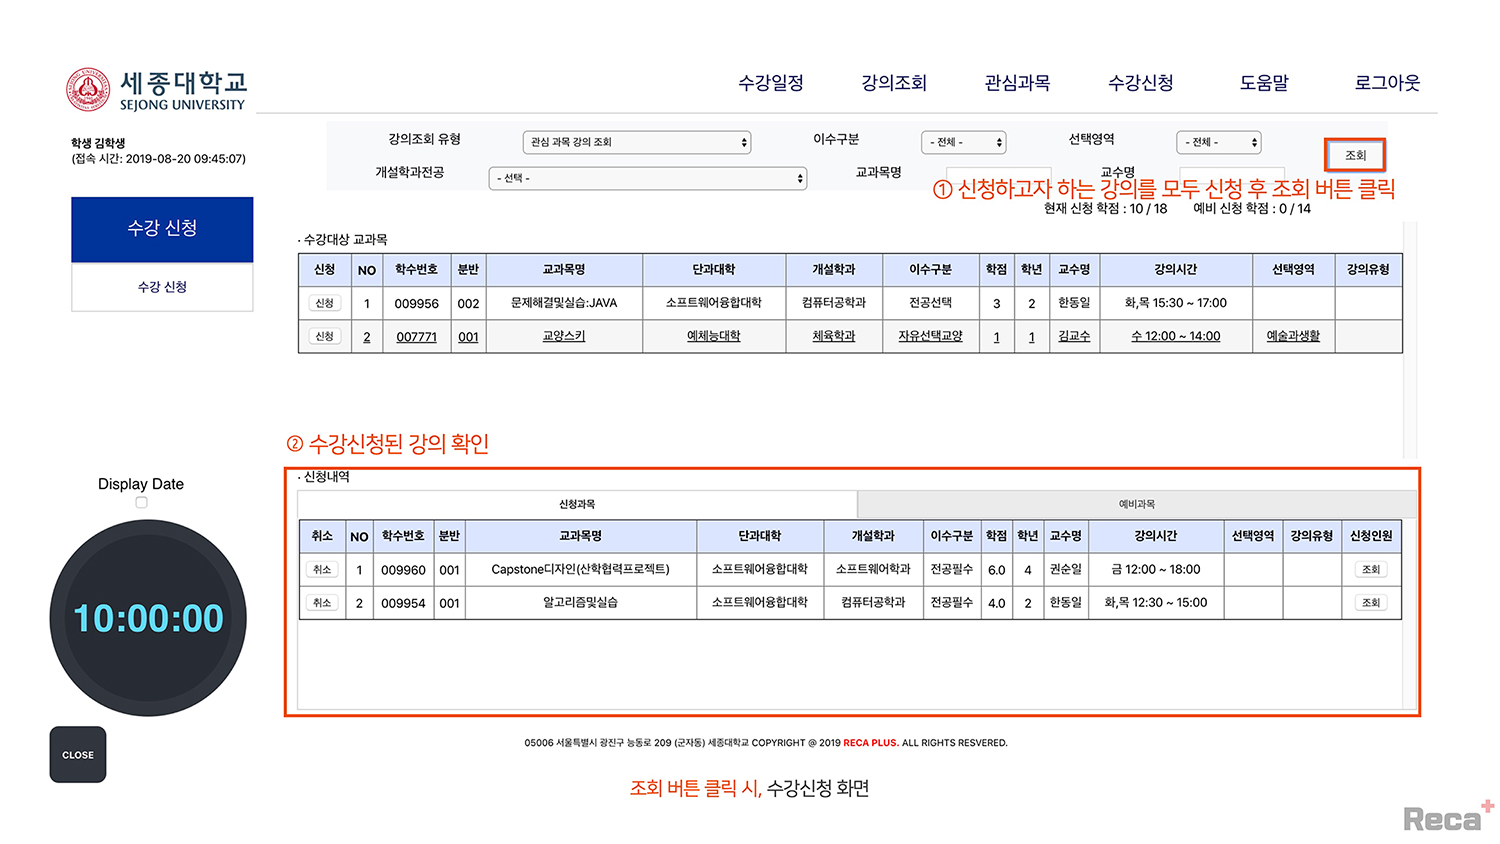 세종대학교
SEJONG UNIVERSITY
수강일정 강의조회 관심과목 수강신청 도움말 로그아웃
학생 김학생
(접속 시간: 2019-08-20 09:45:07)
수강 신청
수강 신청
강의조회 유형 관심 과목 강의 조회 이수구분 - 전체 - 선택영역 - 전체 -
조회
개설학과전공 - 선택 - 교과목명 교수명
① 신청하고자 하는 강의를 모두 신청 후 조회 버튼 클릭
현재 신청 학점 : 10 / 18 예비 신청 학점 : 0 / 14
· 수강대상 교과목
신청 NO 학수번호 분반 교과목명 단과대학 개설학과 이수구분 학점 학년 교수명 강의시간 선택영역 강의유형
신청 1 009956 002 문제해결및실습:JAVA 소프트웨어융합대학 컴퓨터공학과 전공선택 3 2 한동일 화,목 15:30 ~ 17:00
신청 2 007771 001 교양스키 예체능대학 체육학과 자유선택교양 1 1 김교수 수 12:00 ~ 14:00 예술과생활
② 수강신청된 강의 확인
· 신청내역
신청과목 예비과목
취소 NO 학수번호 분반 교과목명 단과대학 개설학과 이수구분 학점 학년 교수명 강의시간 선택영역 강의유형 신청인원
취소 1 009960 001 Capstone디자인(산학협력프로젝트) 소프트웨어융합대학 소프트웨어학과 전공필수 6.0 4 권순일 금 12:00 ~ 18:00 조회
취소 2 009954 001 알고리즘및실습 소프트웨어융합대학 컴퓨터공학과 전공필수 4.0 2 한동일 화,목 12:30 ~ 15:00 조회
Display Date
10:00:00
CLOSE
05006 서울특별시 광진구 능동로 209 (군자동) 세종대학교 COPYRIGHT @ 2019 RECA PLUS. ALL RIGHTS RESVERED.
조회 버튼 클릭 시, 수강신청 화면
Reca+